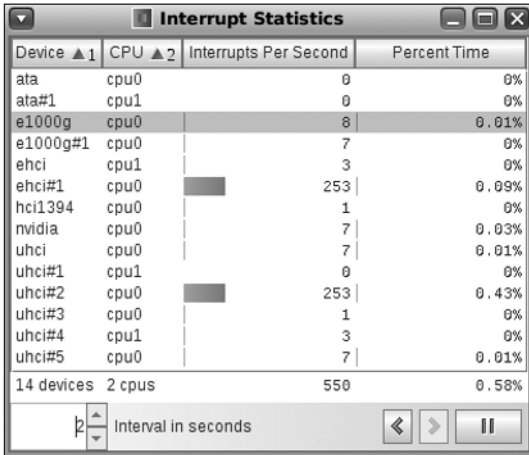 Interrupt Statistics
Device ▲1 CPU ▲2 Interrupts Per Second Percent Time
ata cpu0 0 0%
ata#1 cpu1 0 0%
e1000g cpu0 8 0.01%
e1000g#1 cpu0 7 0%
ehci cpu1 3 0%
ehci#1 cpu0 253 0.09%
hci1394 cpu0 1 0%
nvidia cpu0 7 0.03%
uhci cpu0 7 0.01%
uhci#1 cpu1 0 0%
uhci#2 cpu0 253 0.43%
uhci#3 cpu0 1 0%
uhci#4 cpu1 3 0%
uhci#5 cpu0 7 0.01%
14 devices 2 cpus 550 0.58%
2 Interval in seconds